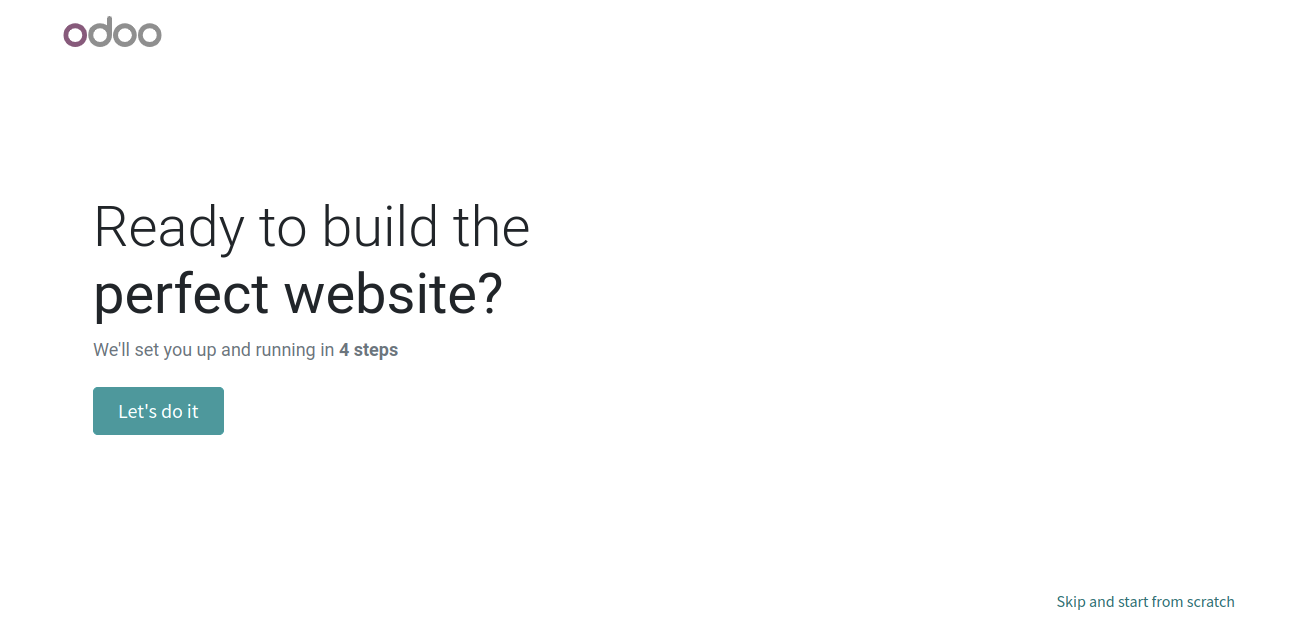 odoo
Ready to build the
perfect website?
We'll set you up and running in 4 steps
Let's do it
Skip and start from scratch